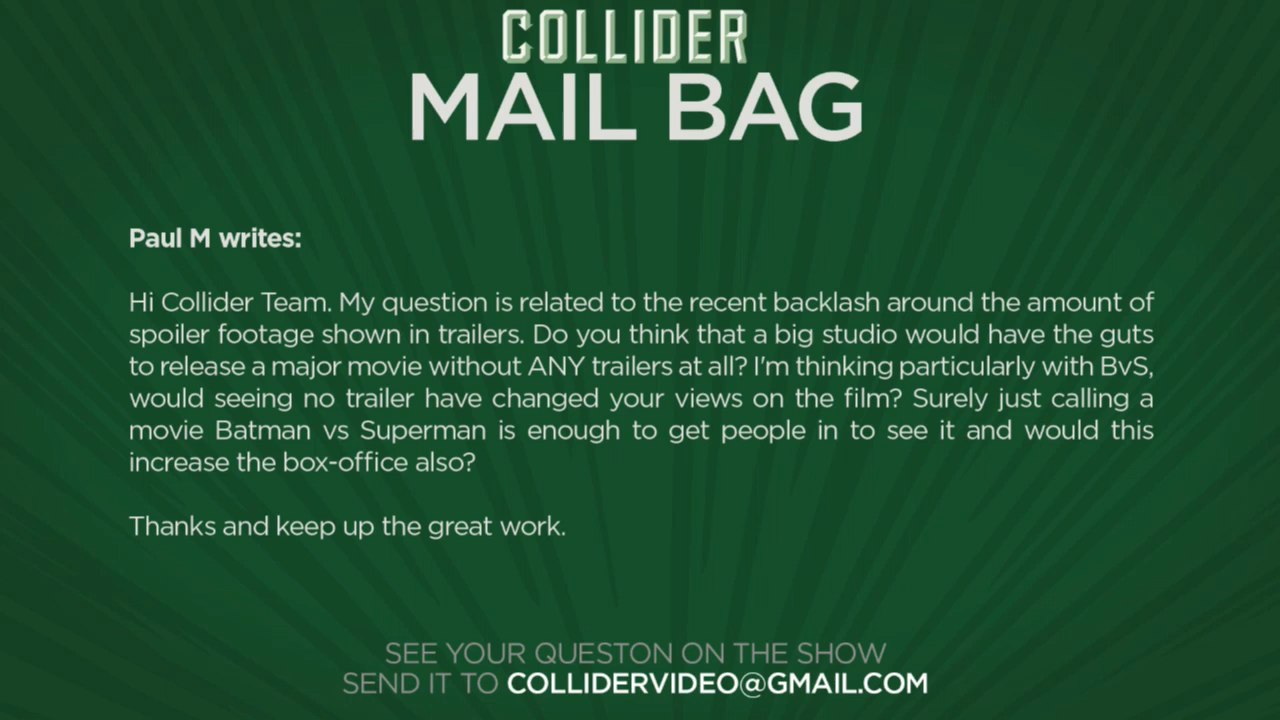 COLLIDER
MAIL BAG
Paul M writes:
Hi Collider Team. My question is related to the recent backlash around the amount of
spoiler footage shown in trailers. Do you think that a big studio would have the guts
to release a major movie without ANY trailers at all? I'm thinking particularly with BvS,
would seeing no trailer have changed your views on the film? Surely just calling a
movie Batman vs Superman is enough to get people in to see it and would this
increase the box-office also?
Thanks and keep up the great work.
SEE YOUR QUESTON ON THE SHOW
SEND IT TO COLLIDERVIDEO@GMAIL.COM